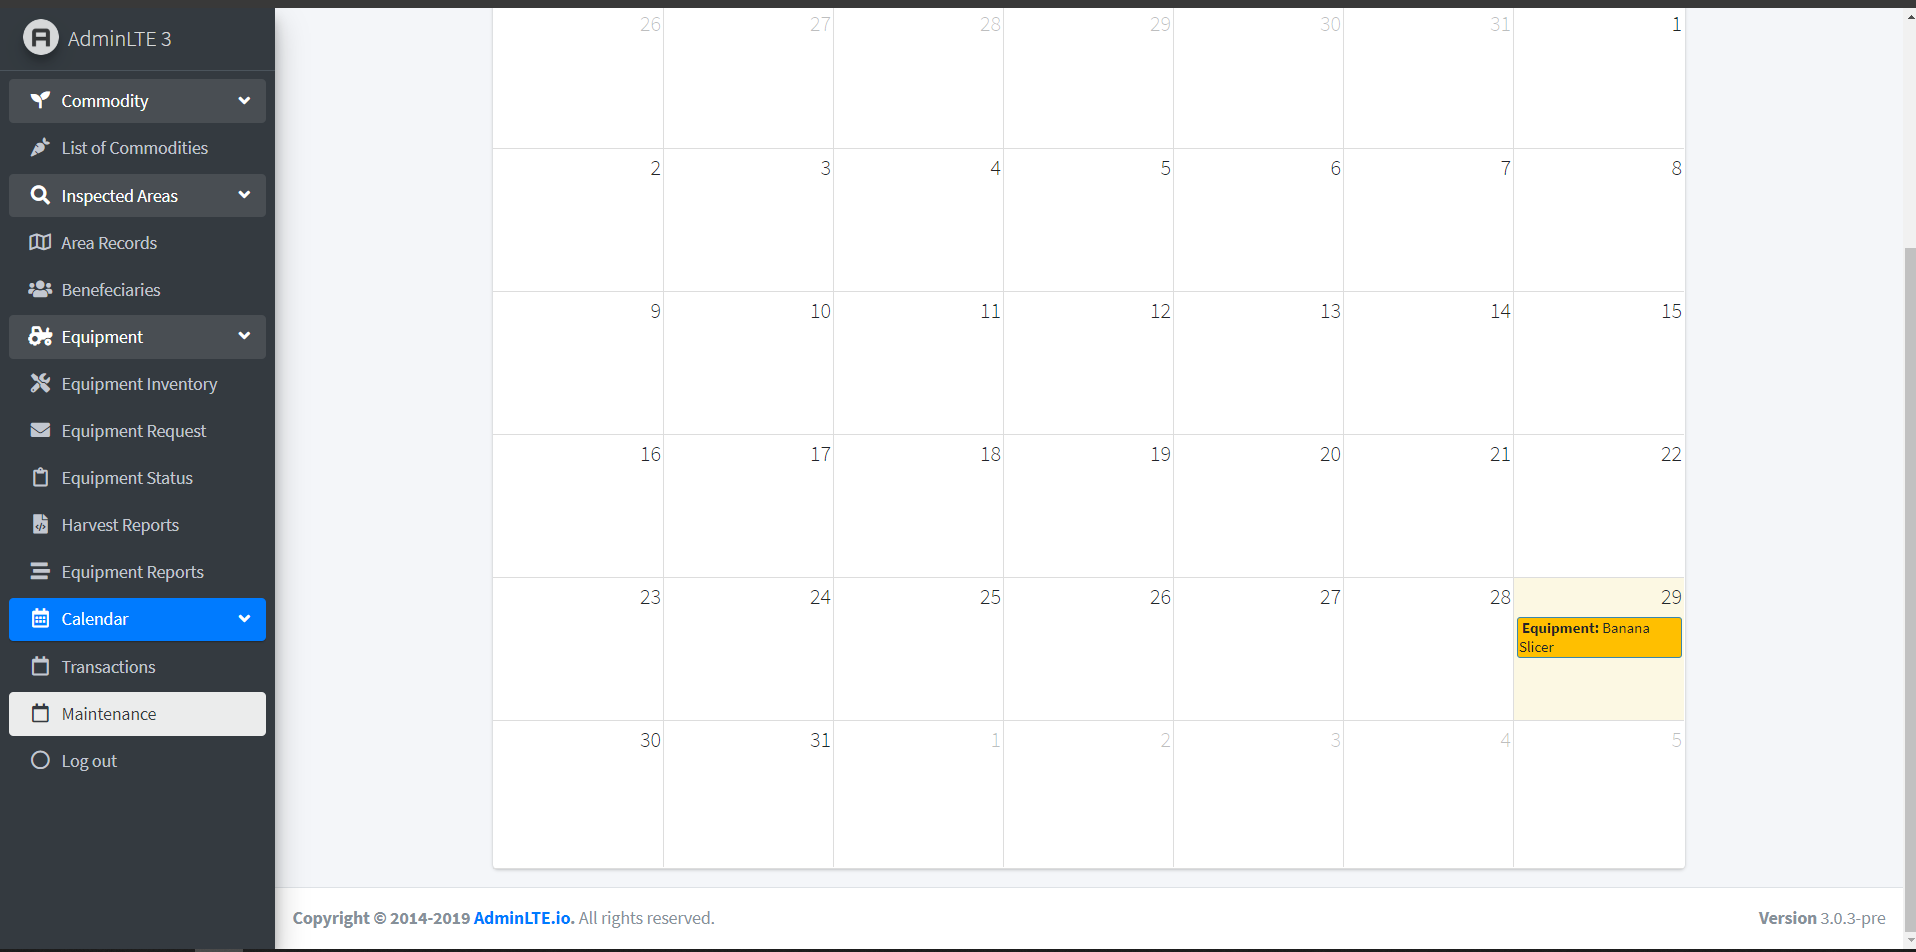 AdminLTE 3
Commodity
List of Commodities
Inspected Areas
Area Records
Benefeciaries
Equipment
Equipment Inventory
Equipment Request
Equipment Status
Harvest Reports
Equipment Reports
Calendar
Transactions
Maintenance
Log out
26 27 28 29 30 31 1
2 3 4 5 6 7 8
9 10 11 12 13 14 15
16 17 18 19 20 21 22
23 24 25 26 27 28 29
Equipment: Banana
Slicer
30 31 1 2 3 4 5
Copyright © 2014-2019 AdminLTE.io. All rights reserved.
Version 3.0.3-pre